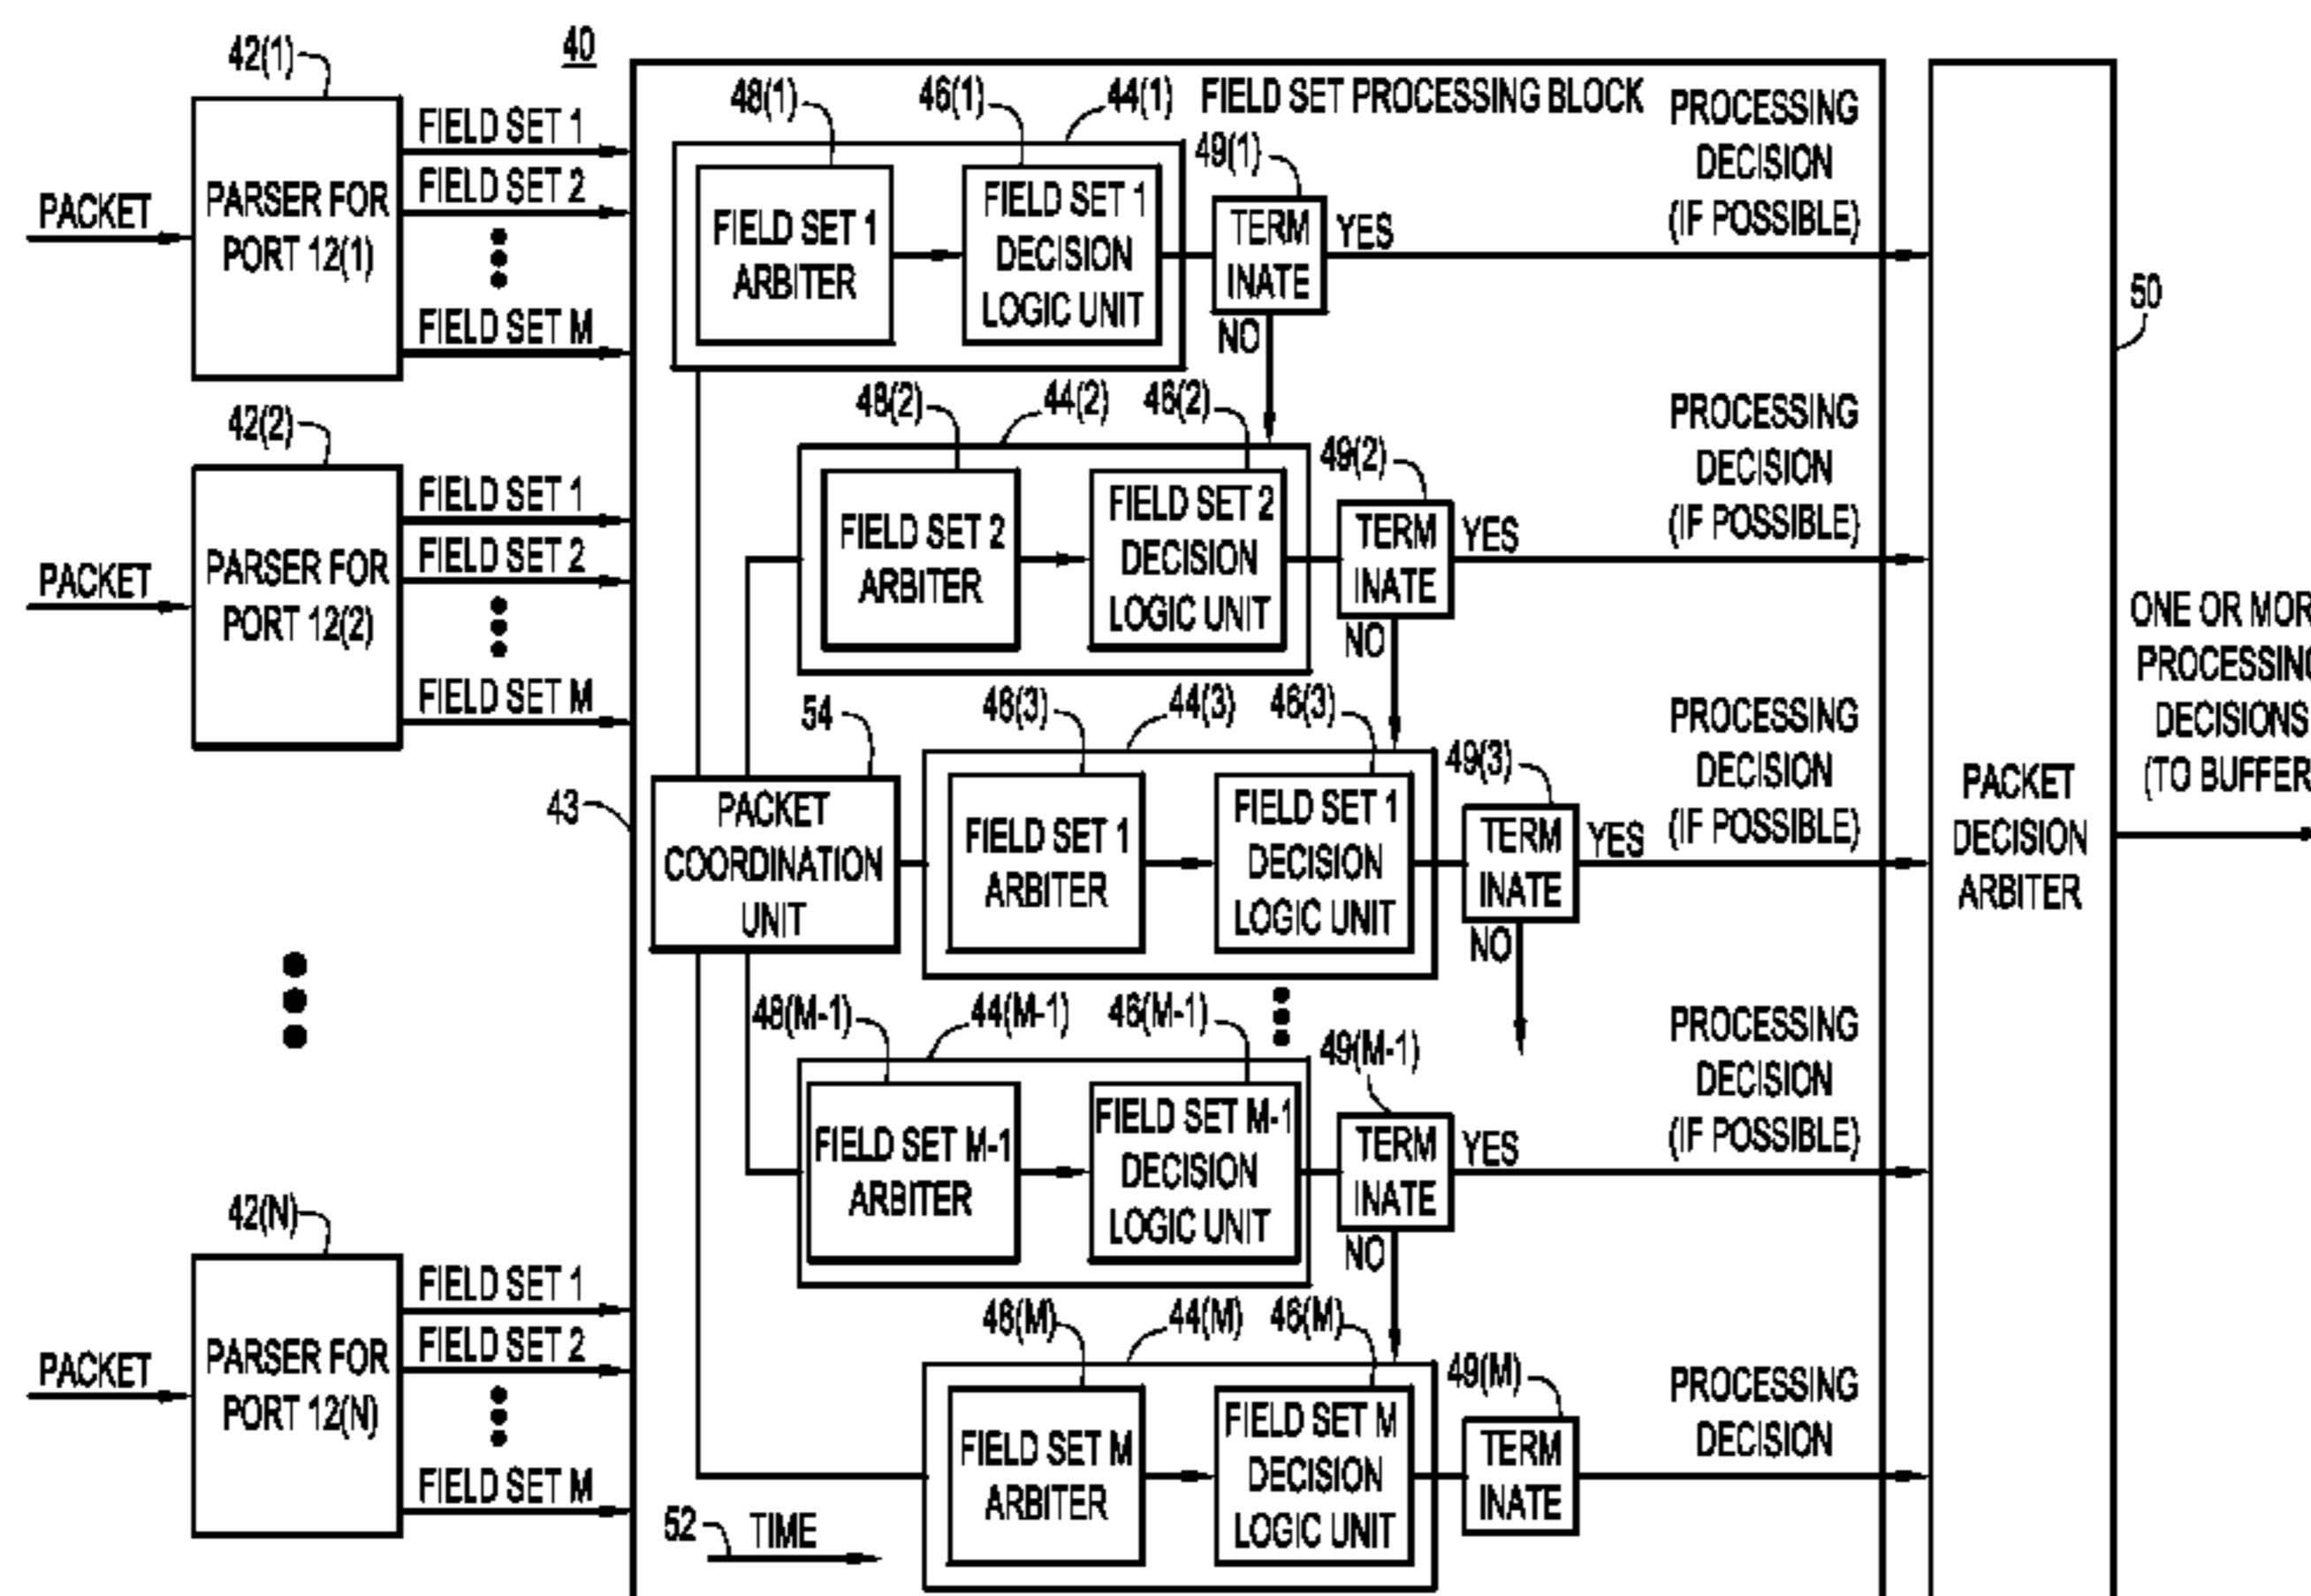 42(1)
40
PACKET
PARSER FOR
PORT 12(1)
FIELD SET 1
FIELD SET 2
FIELD SET M
42(2)
PACKET
PARSER FOR
PORT 12(2)
FIELD SET 1
FIELD SET 2
FIELD SET M
43
42(N)
PACKET
PARSER FOR
PORT 12(N)
FIELD SET 1
FIELD SET 2
FIELD SET M
FIELD SET PROCESSING BLOCK
48(1)
46(1)
44(1)
FIELD SET 1
ARBITER
FIELD SET 1
DECISION
LOGIC UNIT
49(1)
TERM
INATE
YES
NO
PROCESSING
DECISION
(IF POSSIBLE)
48(2)
44(2)
46(2)
FIELD SET 2
ARBITER
FIELD SET 2
DECISION
LOGIC UNIT
49(2)
TERM
INATE
YES
NO
PROCESSING
DECISION
(IF POSSIBLE)
54
PACKET
COORDINATION
UNIT
48(3)
44(3)
46(3)
FIELD SET 1
ARBITER
FIELD SET 1
DECISION
LOGIC UNIT
49(3)
TERM
INATE
YES
NO
PROCESSING
DECISION
(IF POSSIBLE)
48(M-1)
44(M-1)
46(M-1)
FIELD SET M-1
ARBITER
FIELD SET M-1
DECISION
LOGIC UNIT
49(M-1)
TERM
INATE
YES
NO
PROCESSING
DECISION
(IF POSSIBLE)
48(M)
44(M)
46(M)
FIELD SET M
ARBITER
FIELD SET M
DECISION
LOGIC UNIT
49(M)
TERM
INATE
PROCESSING
DECISION
52
TIME
50
PACKET
DECISION
ARBITER
ONE OR MOR
PROCESSING
DECISIONS
(TO BUFFER